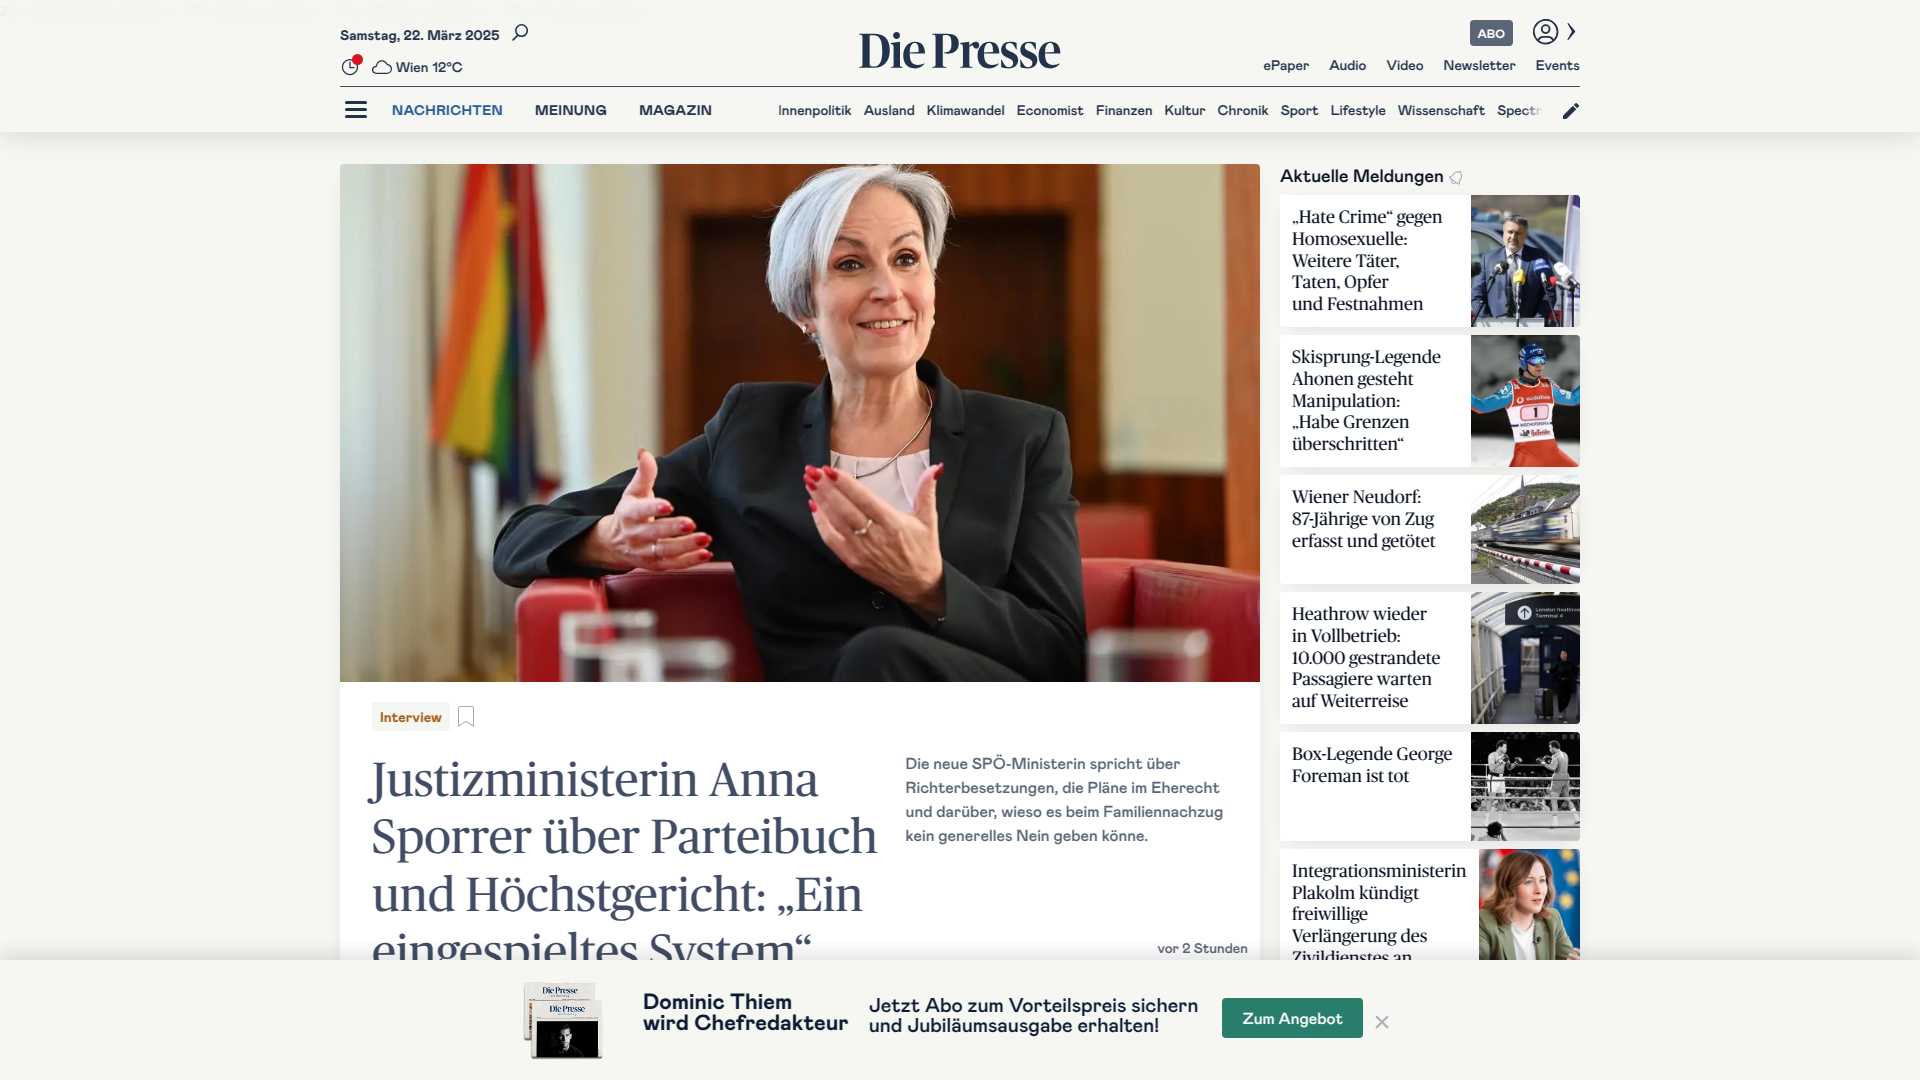 Samstag, 22. März 2025
Wien 12°C
Die Presse
ABO
ePaper Audio Video Newsletter Events
NACHRICHTEN MEINUNG MAGAZIN Innenpolitik Ausland Klimawandel Economist Finanzen Kultur Chronik Sport Lifestyle Wissenschaft
Interview
Justizministerin Anna
Sporrer über Parteibuch
und Höchstgericht: „Ein
eingespieltes System“
Die neue SPÖ-Ministerin spricht über
Richterbesetzungen, die Pläne im Eherecht
und darüber, wieso es beim Familiennachzug
kein generelles Nein geben könne.
vor 2 Stunden
Aktuelle Meldungen
„Hate Crime“ gegen
Homosexuelle:
Weitere Täter,
Taten, Opfer
und Festnahmen
Skisprung-Legende
Ahonen gesteht
Manipulation:
„Habe Grenzen
überschritten“
1
Wiener Neudorf:
87-Jährige von Zug
erfasst und getötet
Heathrow wieder
in Vollbetrieb:
10.000 gestrandete
Passagiere warten
auf Weiterreise
Box-Legende George
Foreman ist tot
Integrationsministerin
Plakolm kündigt
freiwillige
Verlängerung des
Zivildienstes an
Die Presse
Die Presse
Dominic Thiem
wird Chefredakteur
Jetzt Abo zum Vorteilspreis sichern
und Jubiläumsausgabe erhalten!
Zum Angebot